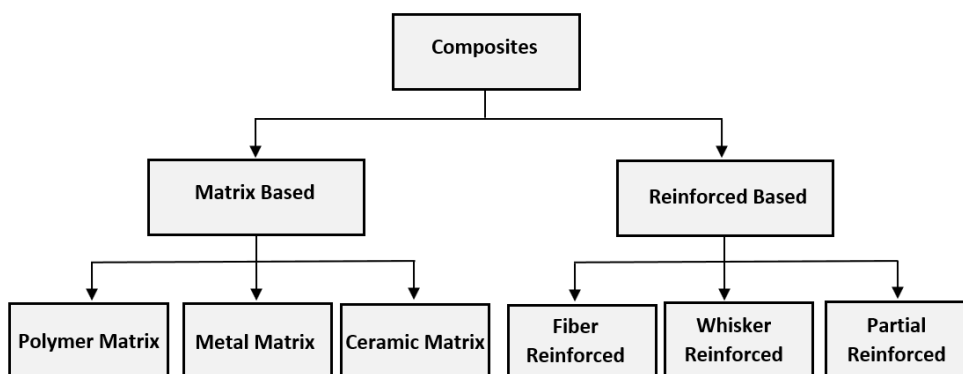 Composites
Matrix Based
Reinforced Based
Polymer Matrix
Metal Matrix
Ceramic Matrix
Fiber
Reinforced
Whisker
Reinforced
Partial
Reinforced